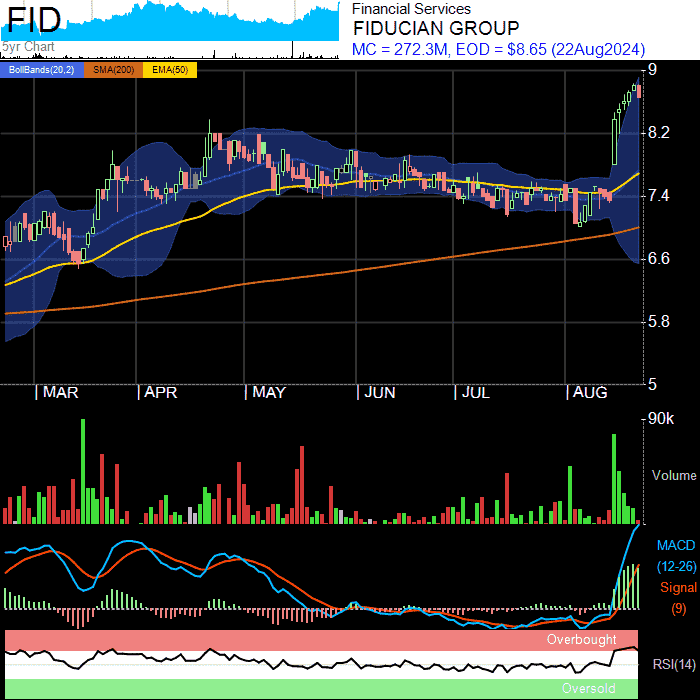 FID
5yr Chart
Financial Services
FIDUCIAN GROUP
MC = 272.3M, EOD = $8.65 (22Aug2024)
BollBands(20,2) SMA(200) EMA(50)
9
8.2
7.4
6.6
5.8
5
MAR APR MAY JUN JUL AUG
90k
Volume
MACD
(12-26)
Signal
(9)
Overbought
RSI(14)
Oversold